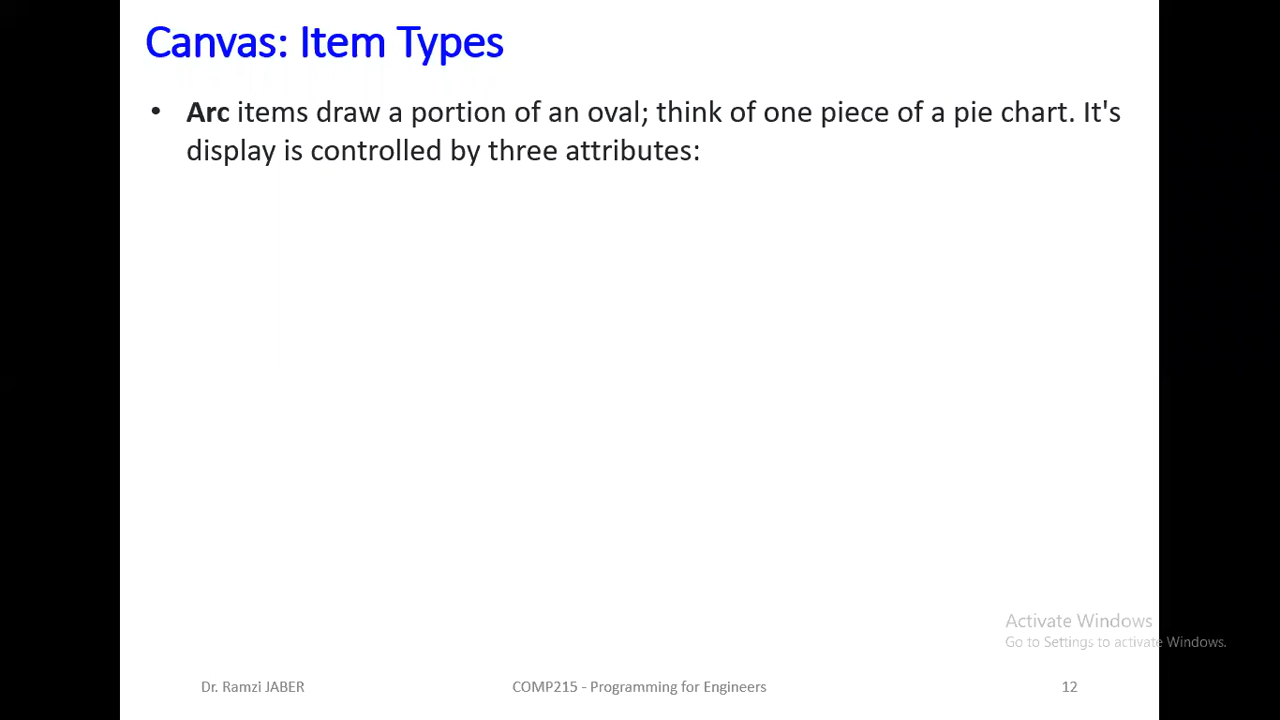 Canvas: Item Types
• Arc items draw a portion of an oval; think of one piece of a pie chart. It's
display is controlled by three attributes:
Activate Windows
Go to Settings to activate Windows.
Dr. Ramzi JABER
COMP215 - Programming for Engineers
12